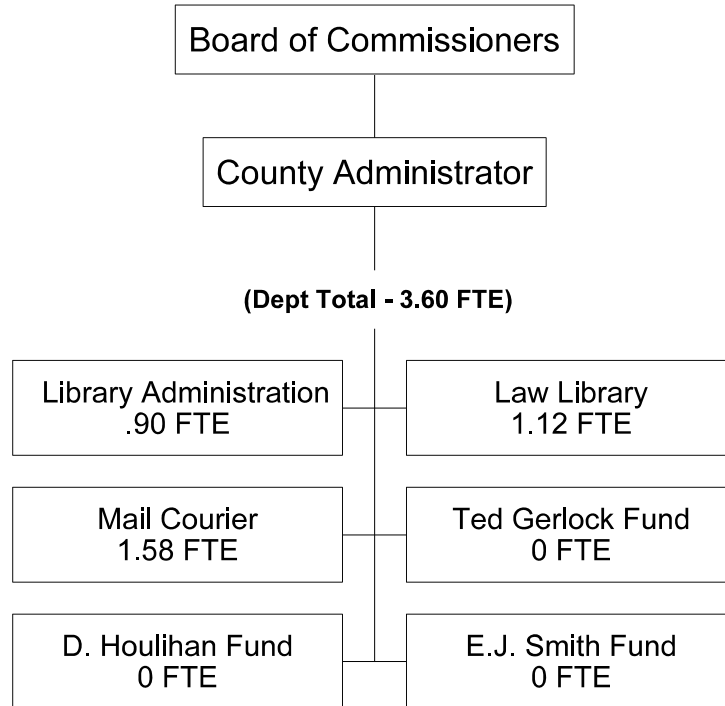 Board of Commissioners
County Administrator
(Dept Total - 3.60 FTE)
Library Administration
.90 FTE
Law Library
1.12 FTE
Mail Courier
1.58 FTE
Ted Gerlock Fund
0 FTE
D. Houlihan Fund
0 FTE
E.J. Smith Fund
0 FTE